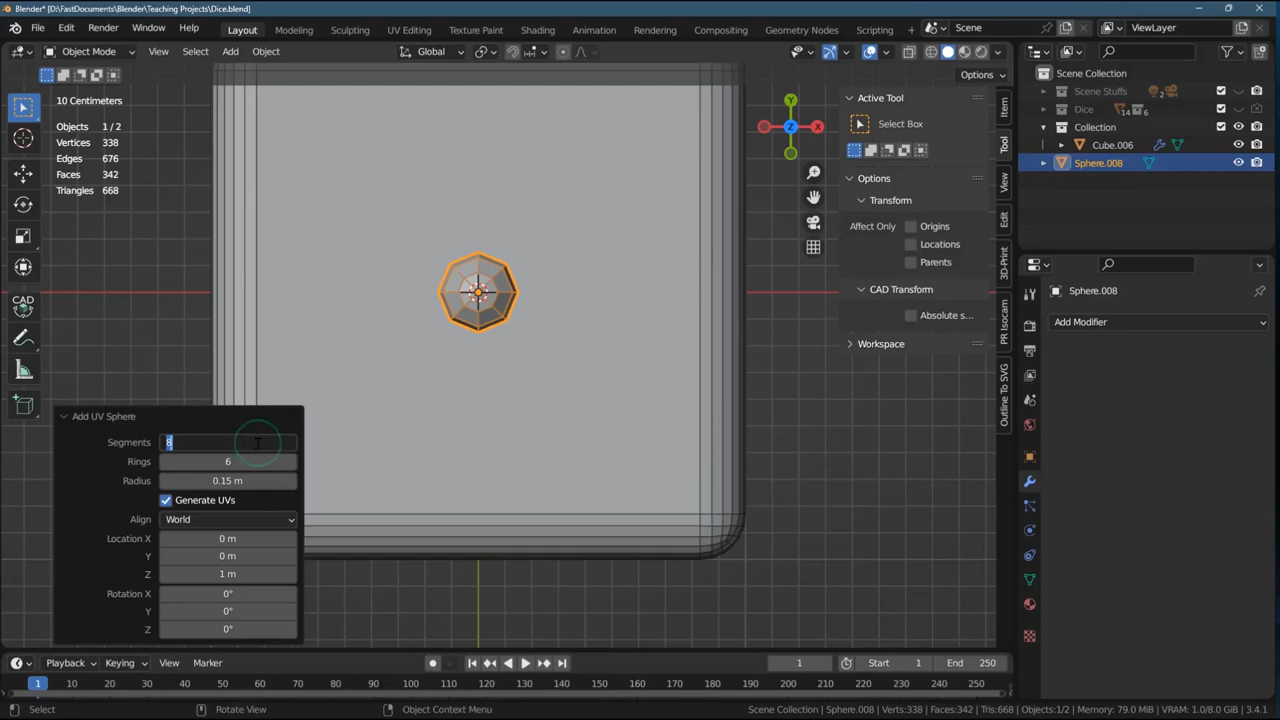 Blender* [D:\FastDocuments\Blender\Teaching Projects\Dice.blend]
File Edit Render Window Help Layout Modeling Sculpting UV Editing Texture Paint Shading Animation Rendering Compositing Geometry Nodes Scripting Scene ViewLayer
Object Mode View Select Add Object Global
Options
10 Centimeters
Objects 1 / 2
Vertices 338
Edges 676
Faces 342
Triangles 668
Y
Z
X
CAD
Add UV Sphere
Segments 8
Rings 6
Radius 0.15 m
Generate UVs
Align World
Location X 0 m
Y 0 m
Z 1 m
Rotation X 0°
Y 0°
Z 0°
Active Tool
Select Box
Options
Transform
Affect Only Origins
Locations
Parents
CAD Transform
Absolute s...
Workspace
Item
Tool
View
Edit
3D-Print
PR Isocam
Outline To SVG
Scene Collection
Scene Stuffs 2
Dice 14 6
Collection
Cube.006
Sphere.008
Sphere.008
Add Modifier
Playback Keying View Marker 1 Start 1 End 250
1 10 20 30 40 50 60 70 80 90 100 110 120 130 140 150 160 170 180 190 200 210 220 230 240 250
Select Rotate View Object Context Menu Scene Collection | Sphere.008 | Verts:338 | Faces:342 | Tris:668 | Objects:1/2 | Memory: 79.0 MiB | VRAM: 1.0/8.0 GiB | 3.4.1